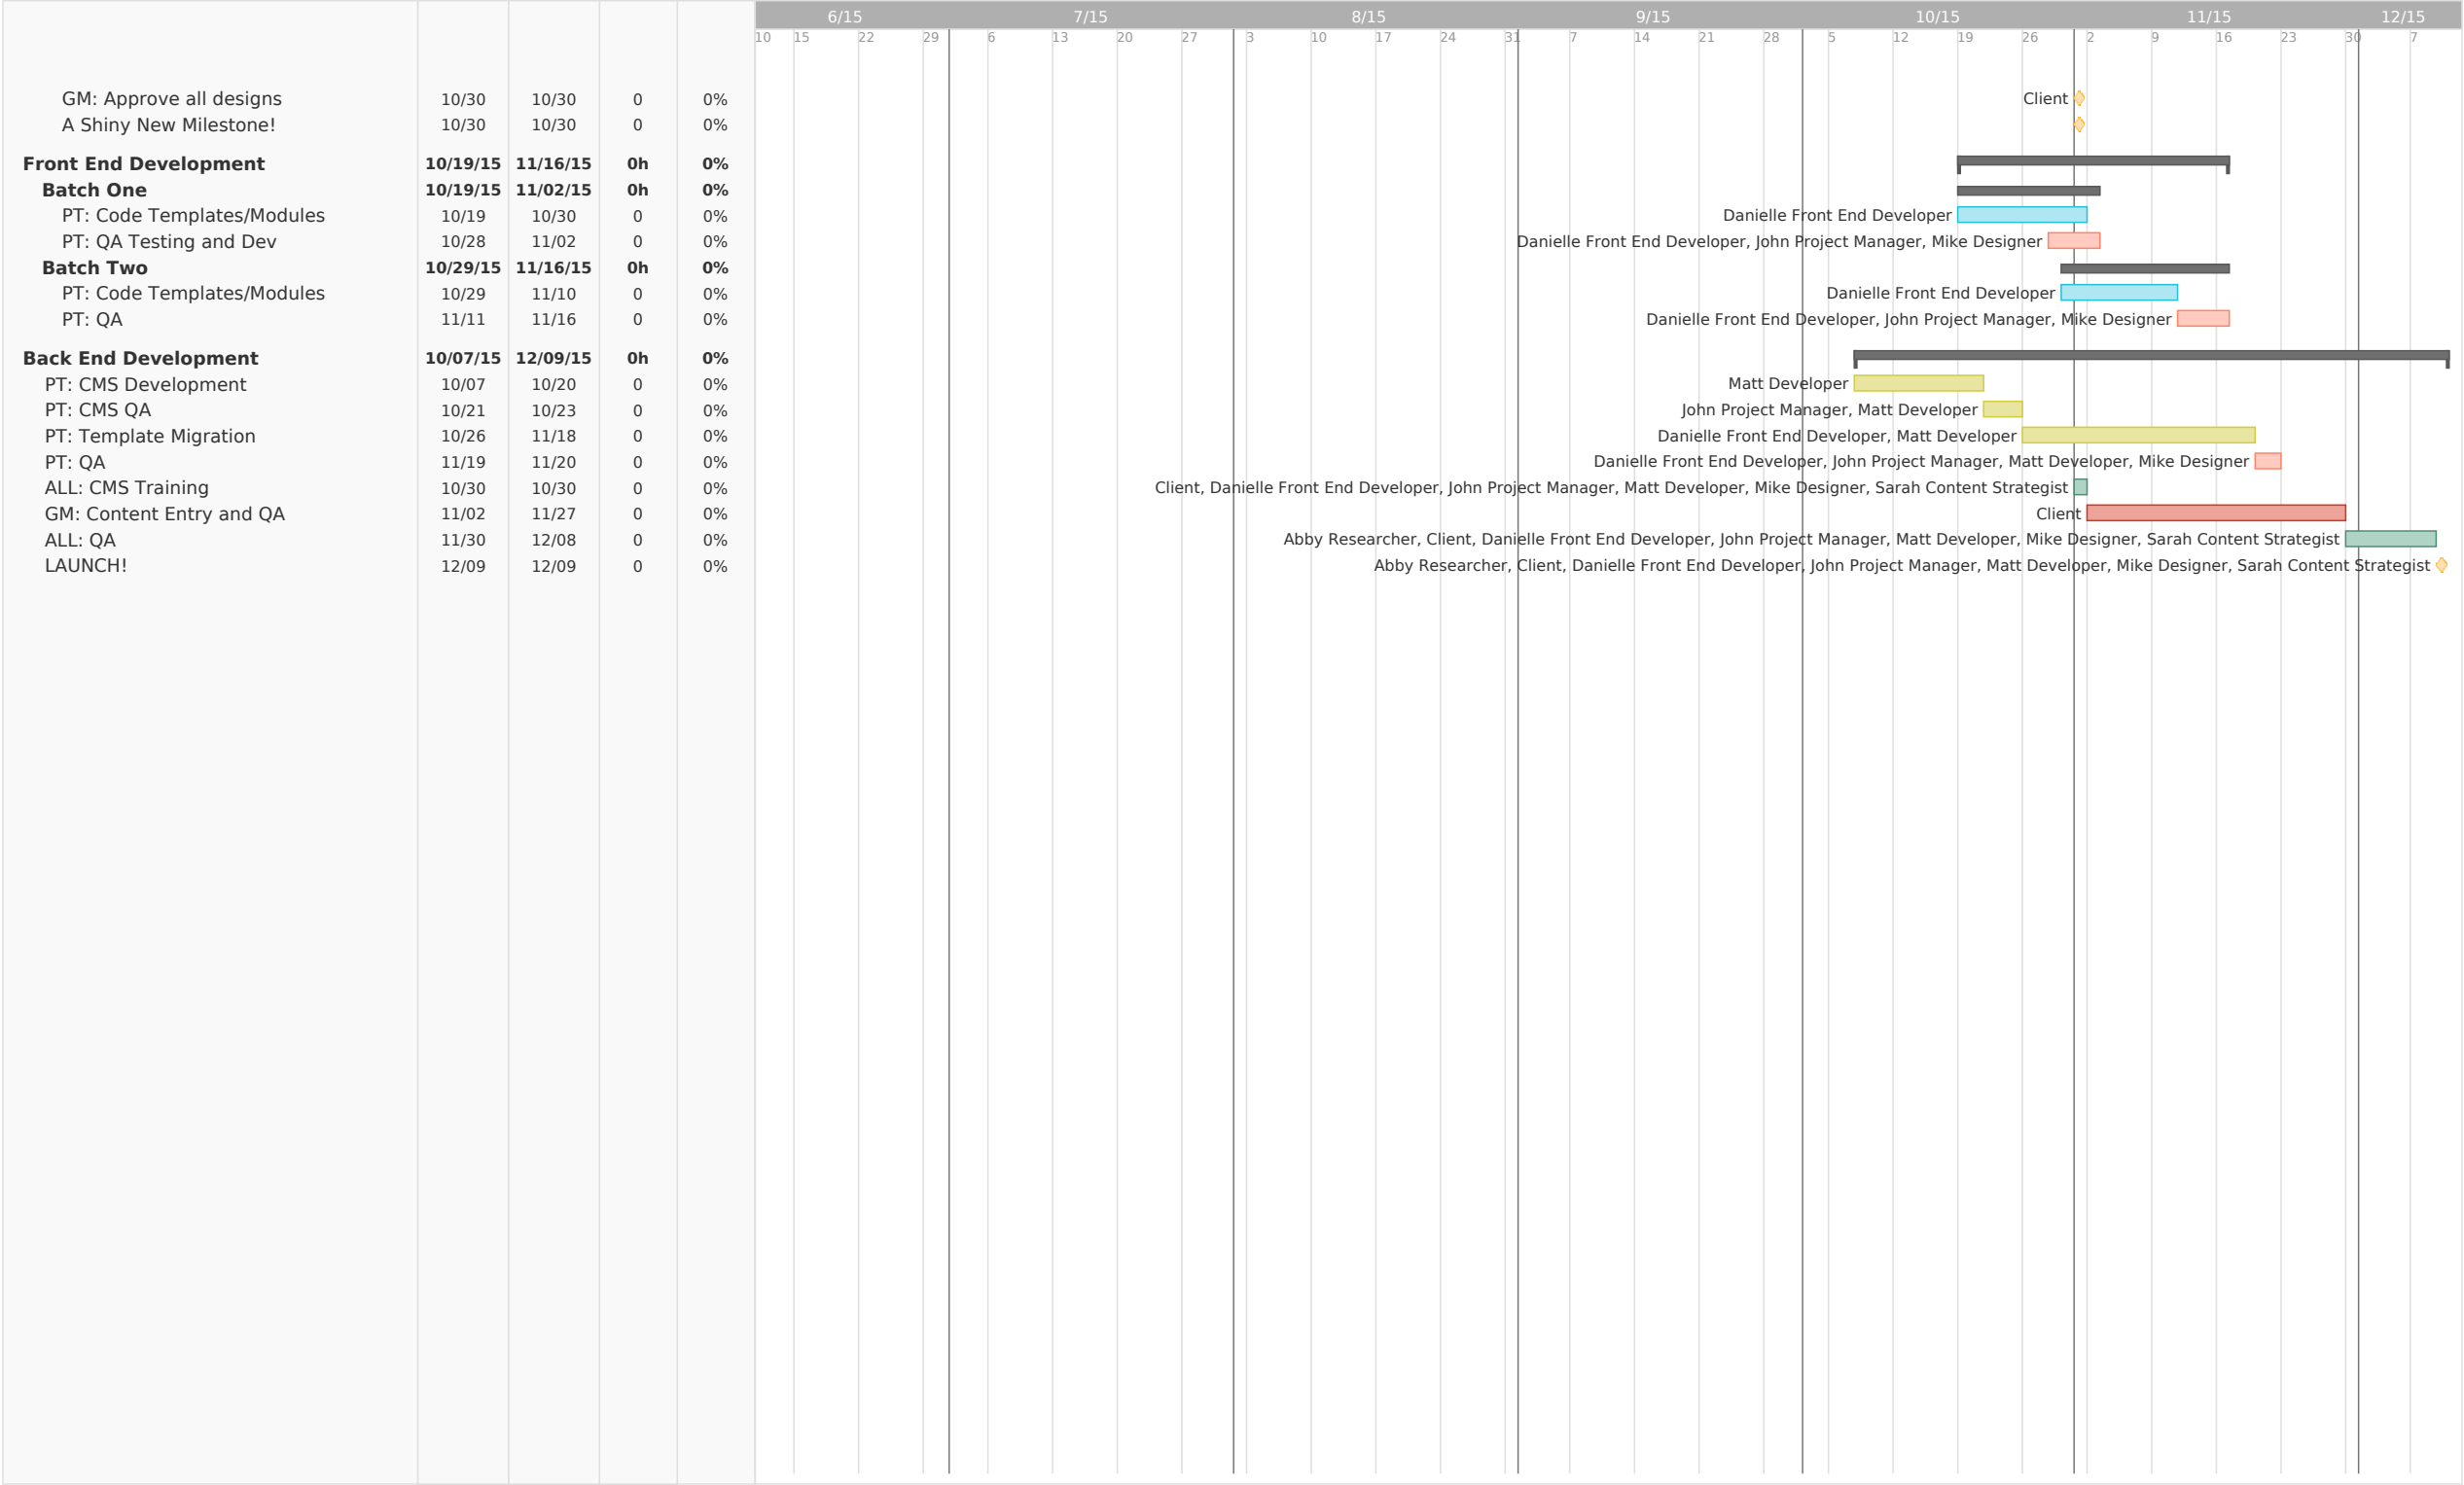 6/15 7/15 8/15 9/15 10/15 11/15 12/15
10 15 22 29 6 13 20 27 3 10 17 24 31 7 14 21 28 5 12 19 26 2 9 16 23 30 7
GM: Approve all designs 10/30 10/30 0 0% Client
A Shiny New Milestone! 10/30 10/30 0 0%
Front End Development 10/19/15 11/16/15 0h 0%
Batch One 10/19/15 11/02/15 0h 0%
PT: Code Templates/Modules 10/19 10/30 0 0% Danielle Front End Developer
PT: QA Testing and Dev 10/28 11/02 0 0% Danielle Front End Developer, John Project Manager, Mike Designer
Batch Two 10/29/15 11/16/15 0h 0%
PT: Code Templates/Modules 10/29 11/10 0 0% Danielle Front End Developer
PT: QA 11/11 11/16 0 0% Danielle Front End Developer, John Project Manager, Mike Designer
Back End Development 10/07/15 12/09/15 0h 0%
PT: CMS Development 10/07 10/20 0 0% Matt Developer
PT: CMS QA 10/21 10/23 0 0% John Project Manager, Matt Developer
PT: Template Migration 10/26 11/18 0 0% Danielle Front End Developer, Matt Developer
PT: QA 11/19 11/20 0 0% Danielle Front End Developer, John Project Manager, Matt Developer, Mike Designer
ALL: CMS Training 10/30 10/30 0 0% Client, Danielle Front End Developer, John Project Manager, Matt Developer, Mike Designer, Sarah Content Strategist
GM: Content Entry and QA 11/02 11/27 0 0% Client
ALL: QA 11/30 12/08 0 0% Abby Researcher, Client, Danielle Front End Developer, John Project Manager, Matt Developer, Mike Designer, Sarah Content Strategist
LAUNCH! 12/09 12/09 0 0% Abby Researcher, Client, Danielle Front End Developer, John Project Manager, Matt Developer, Mike Designer, Sarah Content Strategist